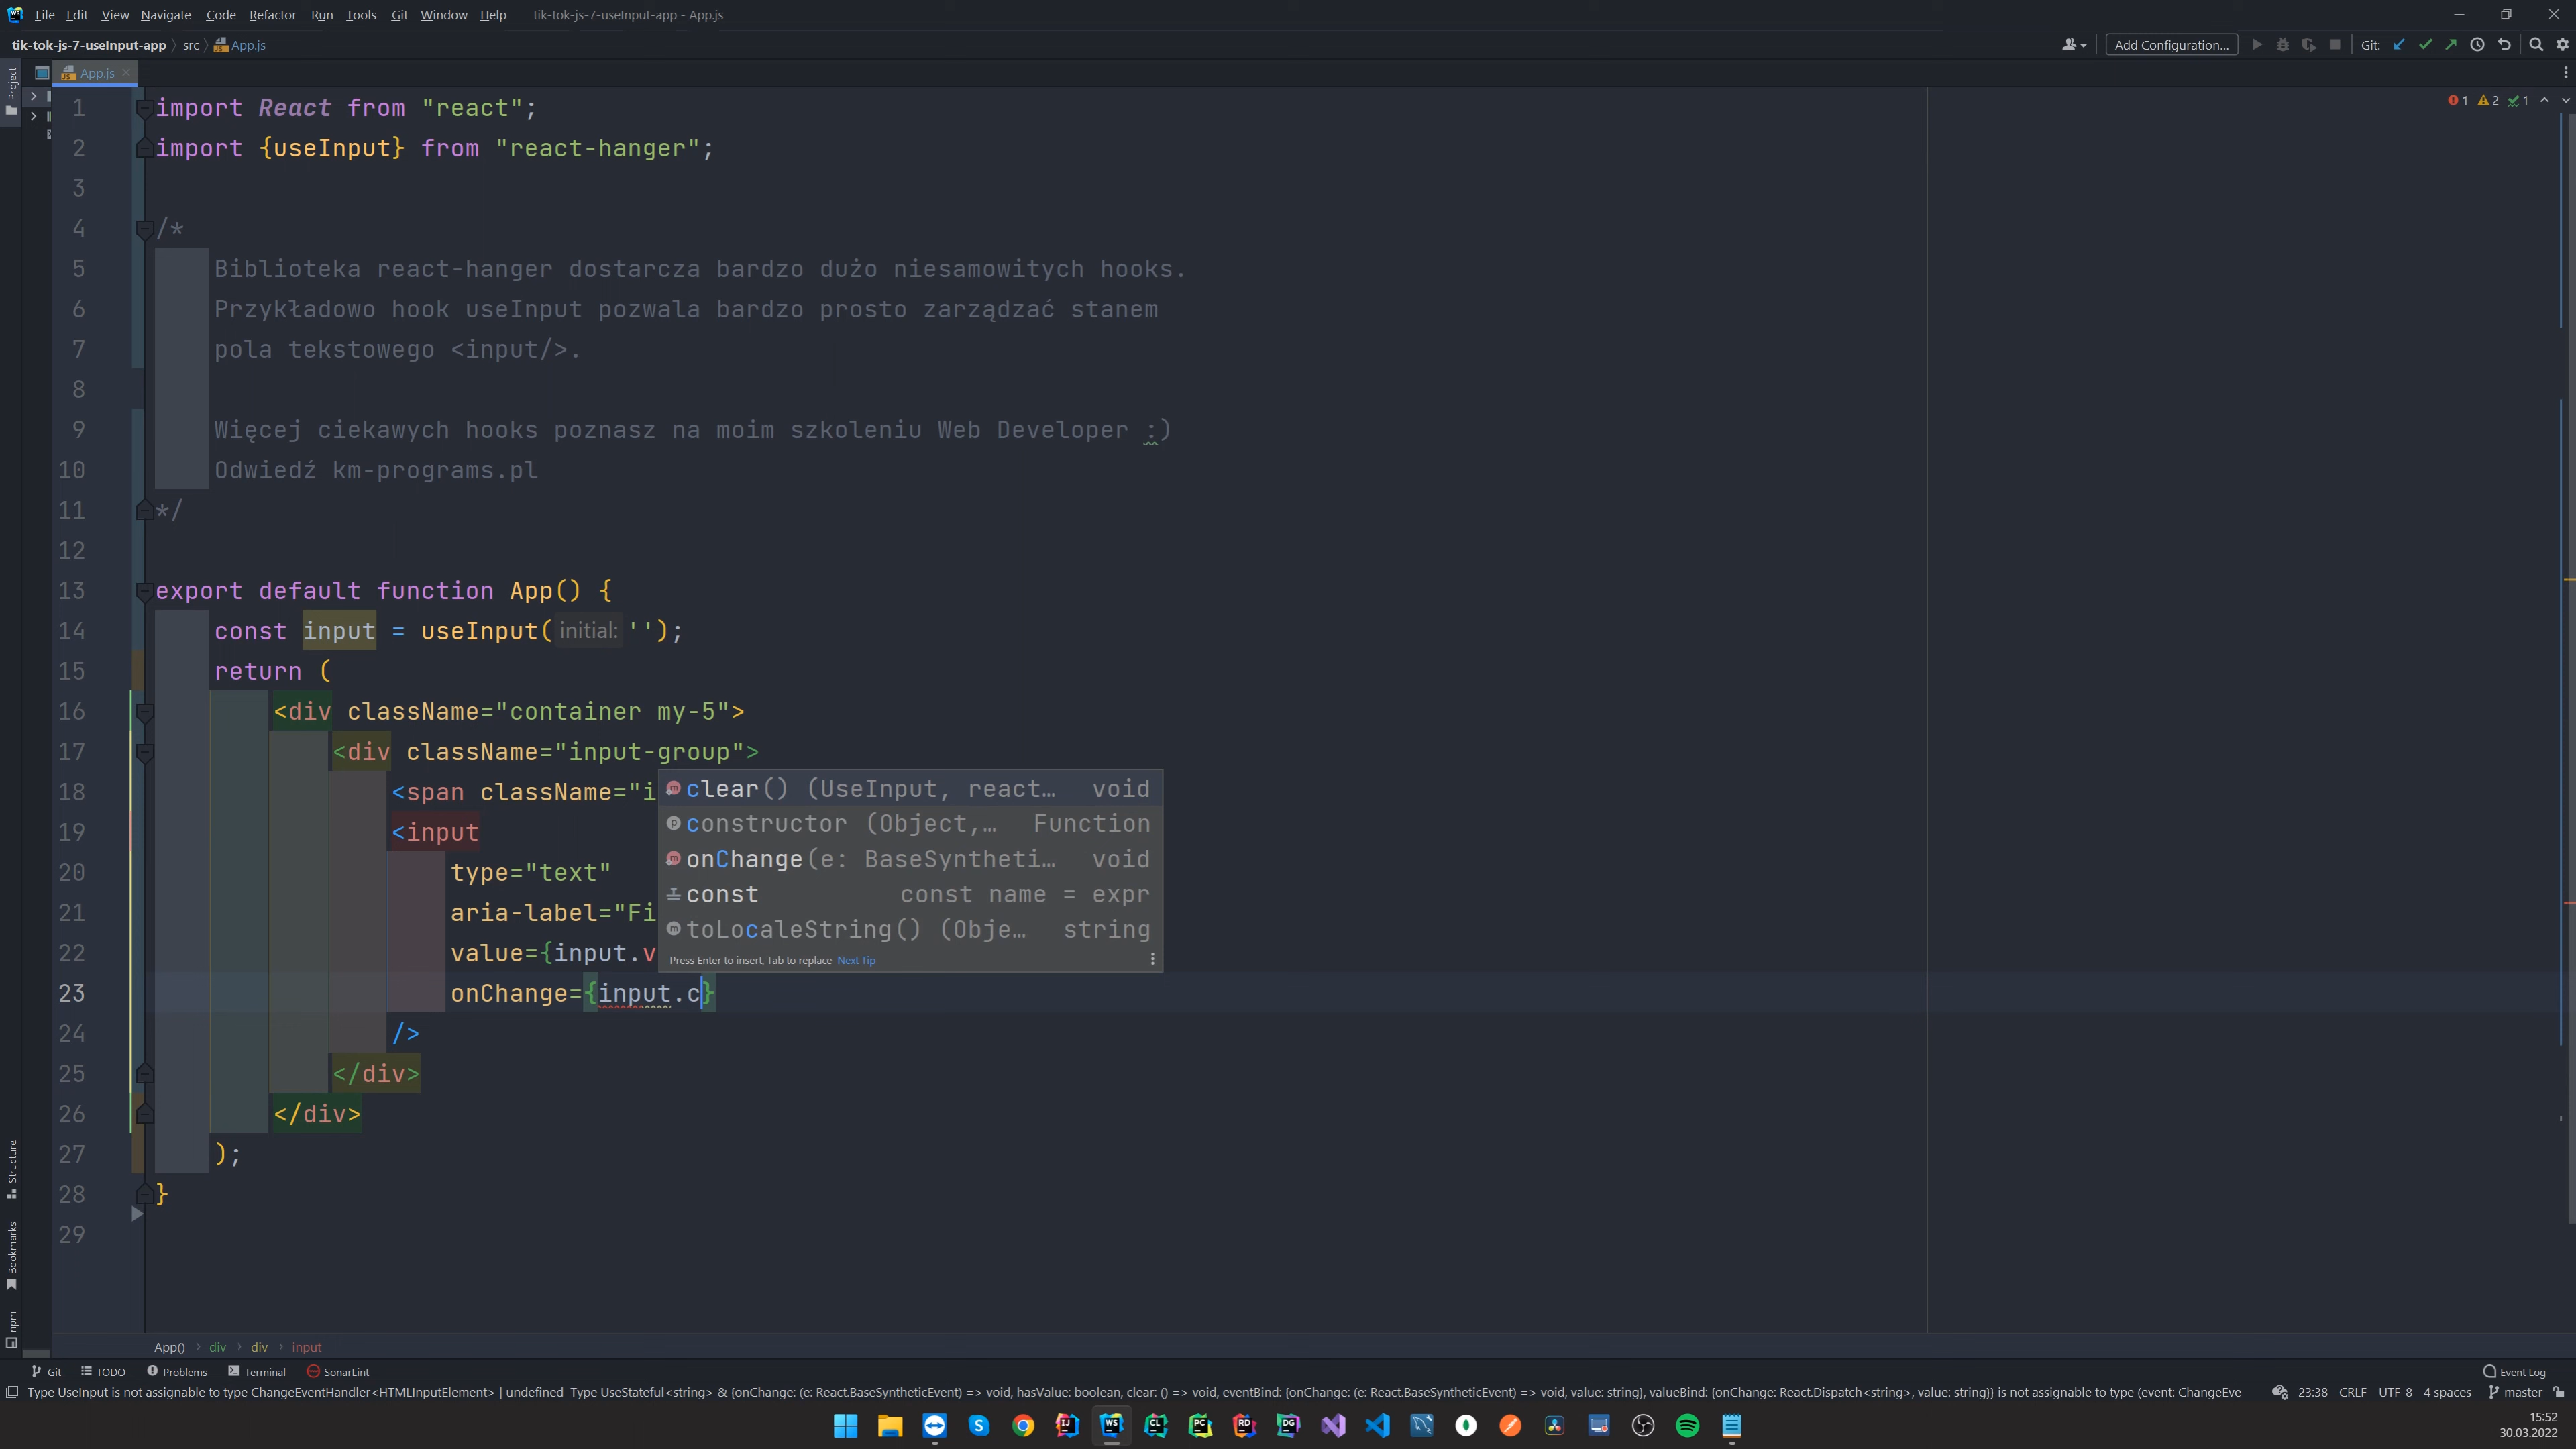 File Edit View Navigate Code Refactor Run Tools Git Window Help tik-tok-js-7-useInput-app - App.js
tik-tok-js-7-useInput-app src App.js Add Configuration... Git:
Project App.js
1 import React from "react"; 1 2 1
2 import {useInput} from "react-hanger";
3
4 /*
5 Biblioteka react-hanger dostarcza bardzo dużo niesamowitych hooks.
6 Przykładowo hook useInput pozwala bardzo prosto zarządzać stanem
7 pola tekstowego <input/>.
8
9 Więcej ciekawych hooks poznasz na moim szkoleniu Web Developer :)
10 Odwiedź km-programs.pl
11 */
12
13 export default function App() {
14 const input = useInput( initial: '');
15 return (
16 <div className="container my-5">
17 <div className="input-group">
18 <span className="i
19 <input
20 type="text"
21 aria-label="Fi
22 value={input.v
23 onChange={input.c}
24 />
25 </div>
26 </div>
27 );
28 }
29
clear() (UseInput, react… void
constructor (Object,… Function
onChange(e: BaseSyntheti… void
const const name = expr
toLocaleString() (Obje… string
Press Enter to insert, Tab to replace Next Tip
Structure
Bookmarks
npm
App() div div input
Git TODO Problems Terminal SonarLint Event Log
Type UseInput is not assignable to type ChangeEventHandler<HTMLInputElement> | undefined Type UseStateful<string> & {onChange: (e: React.BaseSyntheticEvent) => void, hasValue: boolean, clear: () => void, eventBind: {onChange: (e: React.BaseSyntheticEvent) => void, value: string}, valueBind: {onChange: React.Dispatch<string>, value: string}} is not assignable to type (event: ChangeEve 23:38 CRLF UTF-8 4 spaces master
15:52
30.03.2022